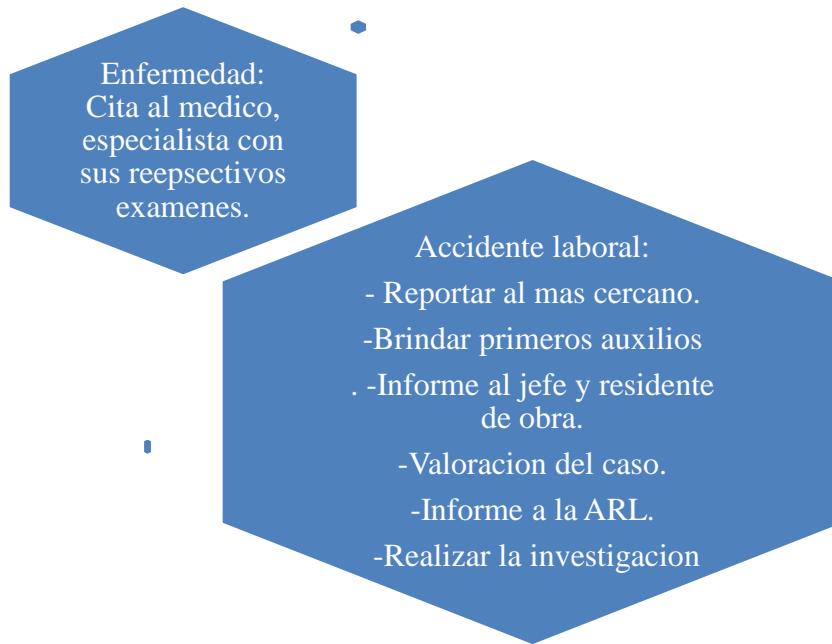 Enfermedad:
Cita al medico,
especialista con
sus reepsectivos
examenes.
Accidente laboral:
- Reportar al mas cercano.
-Brindar primeros auxilios
. -Informe al jefe y residente
de obra.
-Valoracion del caso.
-Informe a la ARL.
-Realizar la investigacion